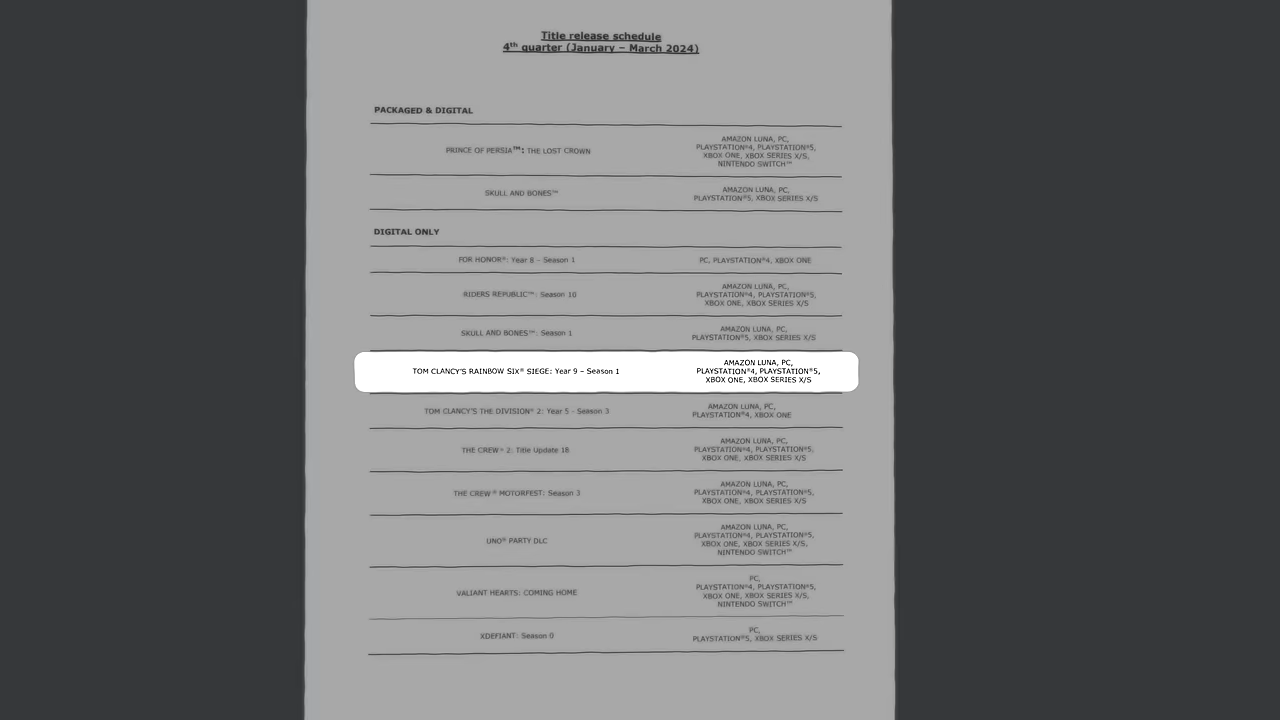 Title release schedule
4th quarter (January – March 2024)
PACKAGED & DIGITAL
PRINCE OF PERSIA™: THE LOST CROWN
AMAZON LUNA, PC,
PLAYSTATION®4, PLAYSTATION®5,
XBOX ONE, XBOX SERIES X/S,
NINTENDO SWITCH™
SKULL AND BONES™
AMAZON LUNA, PC,
PLAYSTATION®5, XBOX SERIES X/S
DIGITAL ONLY
FOR HONOR®: Year 8 - Season 1
PC, PLAYSTATION®4, XBOX ONE
RIDERS REPUBLIC™: Season 10
AMAZON LUNA, PC,
PLAYSTATION®4, PLAYSTATION®5,
XBOX ONE, XBOX SERIES X/S
SKULL AND BONES™: Season 1
AMAZON LUNA, PC,
PLAYSTATION®5, XBOX SERIES X/S
TOM CLANCY'S RAINBOW SIX® SIEGE: Year 9 – Season 1
AMAZON LUNA, PC,
PLAYSTATION®4, PLAYSTATION®5,
XBOX ONE, XBOX SERIES X/S
TOM CLANCY'S THE DIVISION® 2: Year 5 - Season 3
AMAZON LUNA, PC,
PLAYSTATION®4, XBOX ONE
THE CREW® 2: Title Update 18
AMAZON LUNA, PC,
PLAYSTATION®4, PLAYSTATION®5,
XBOX ONE, XBOX SERIES X/S
THE CREW® MOTORFEST: Season 3
AMAZON LUNA, PC,
PLAYSTATION®4, PLAYSTATION®5,
XBOX ONE, XBOX SERIES X/S
UNO® PARTY DLC
AMAZON LUNA, PC,
PLAYSTATION®4, PLAYSTATION®5,
XBOX ONE, XBOX SERIES X/S,
NINTENDO SWITCH™
VALIANT HEARTS: COMING HOME
PC,
PLAYSTATION®4, PLAYSTATION®5,
XBOX ONE, XBOX SERIES X/S,
NINTENDO SWITCH™
XDEFIANT: Season 0
PC,
PLAYSTATION®5, XBOX SERIES X/S